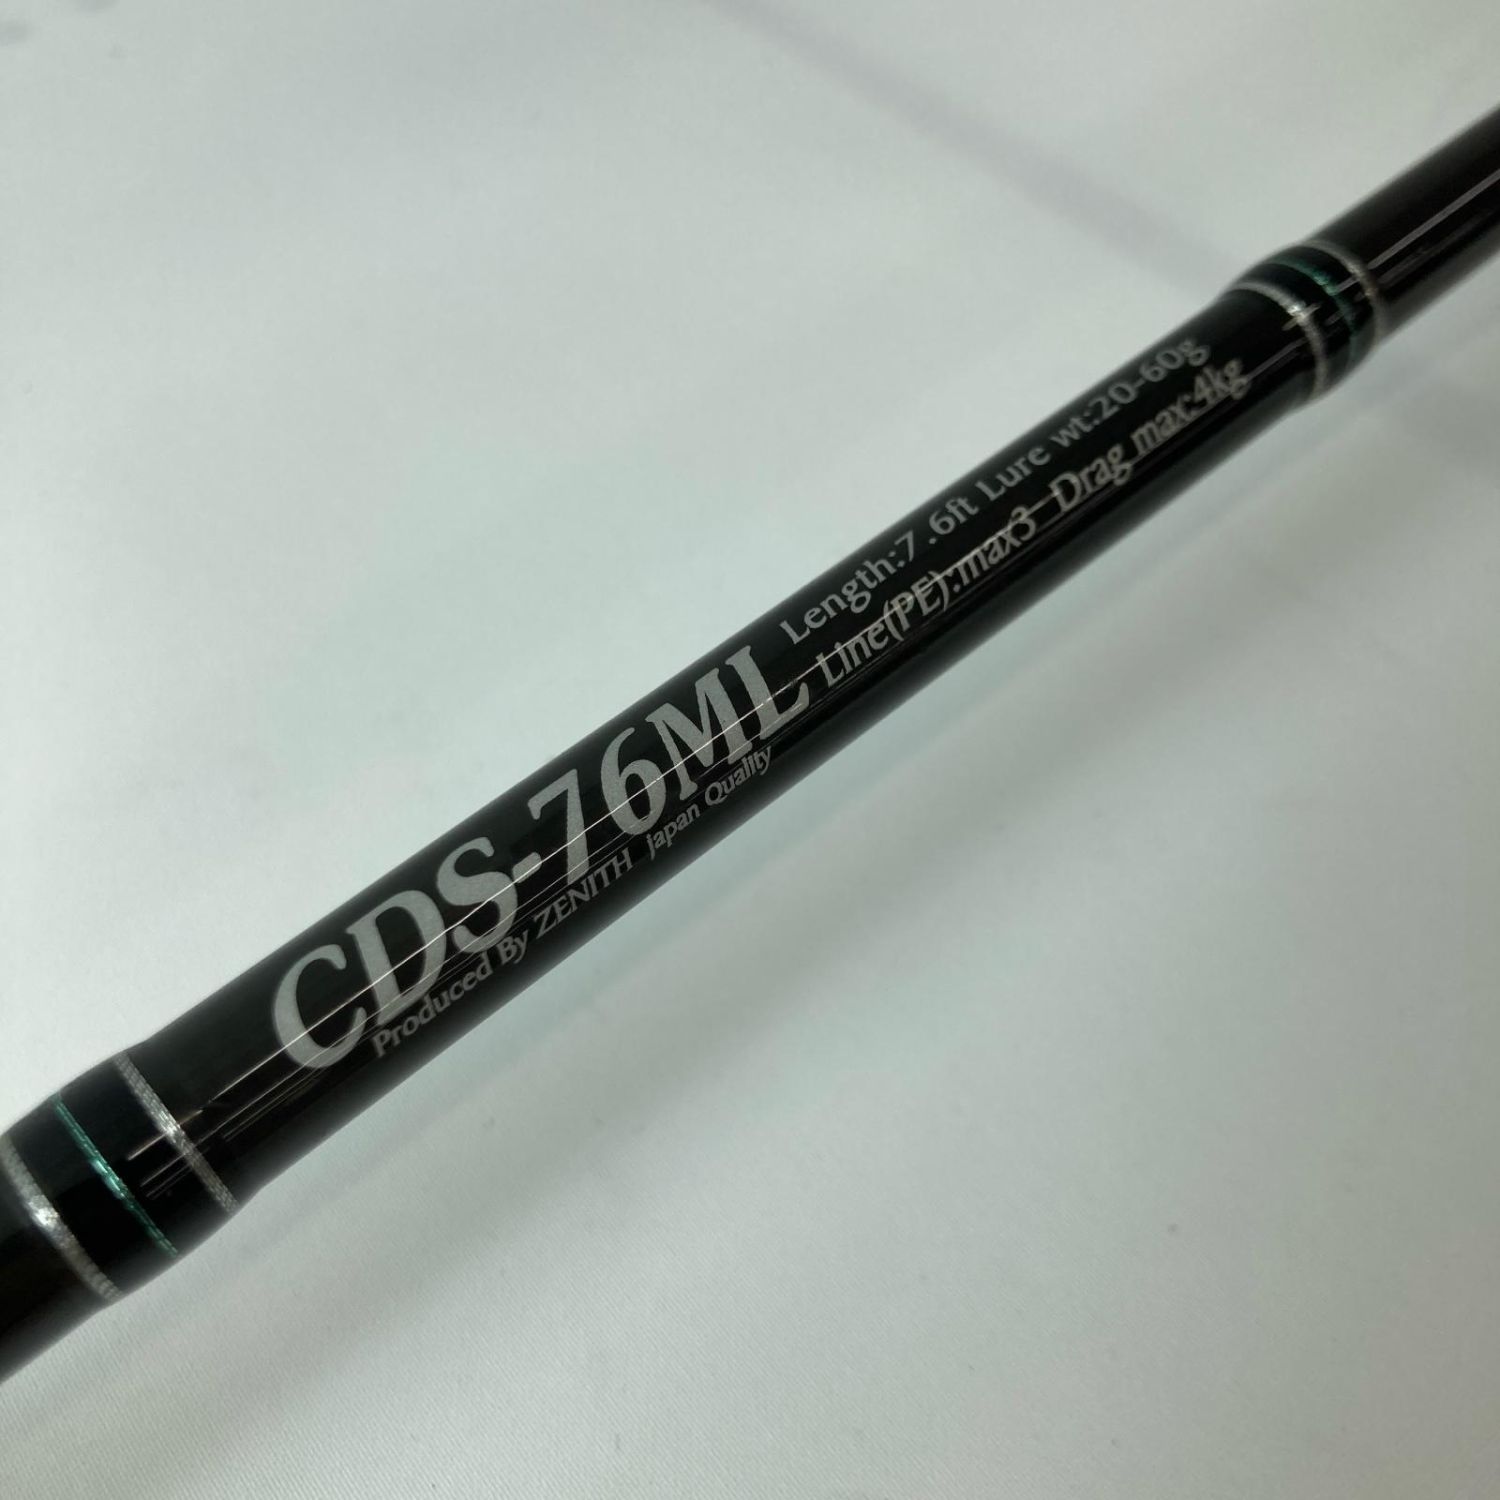 CDS-76ML
Produced By ZENITH Japan Quality
Length:7.6ft Lure wt:20-60g
Line(PE):max3 Drag max:4kg